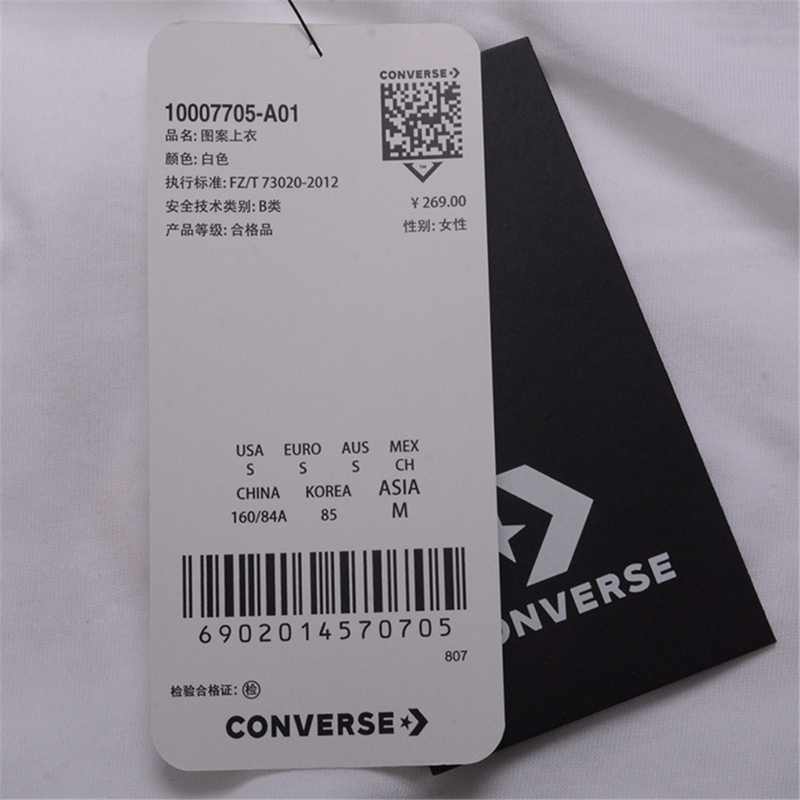 CONVERSE
10007705-A01
品名: 图案上衣
颜色: 白色
执行标准: FZ/T 73020-2012
安全技术类别: B类
¥ 269.00
产品等级: 合格品
性别: 女性
USA EURO AUS MEX
S S S CH
CHINA KOREA ASIA
160/84A 85 M
6902014570705
807
检验合格证: 检
CONVERSE
ONVERSE